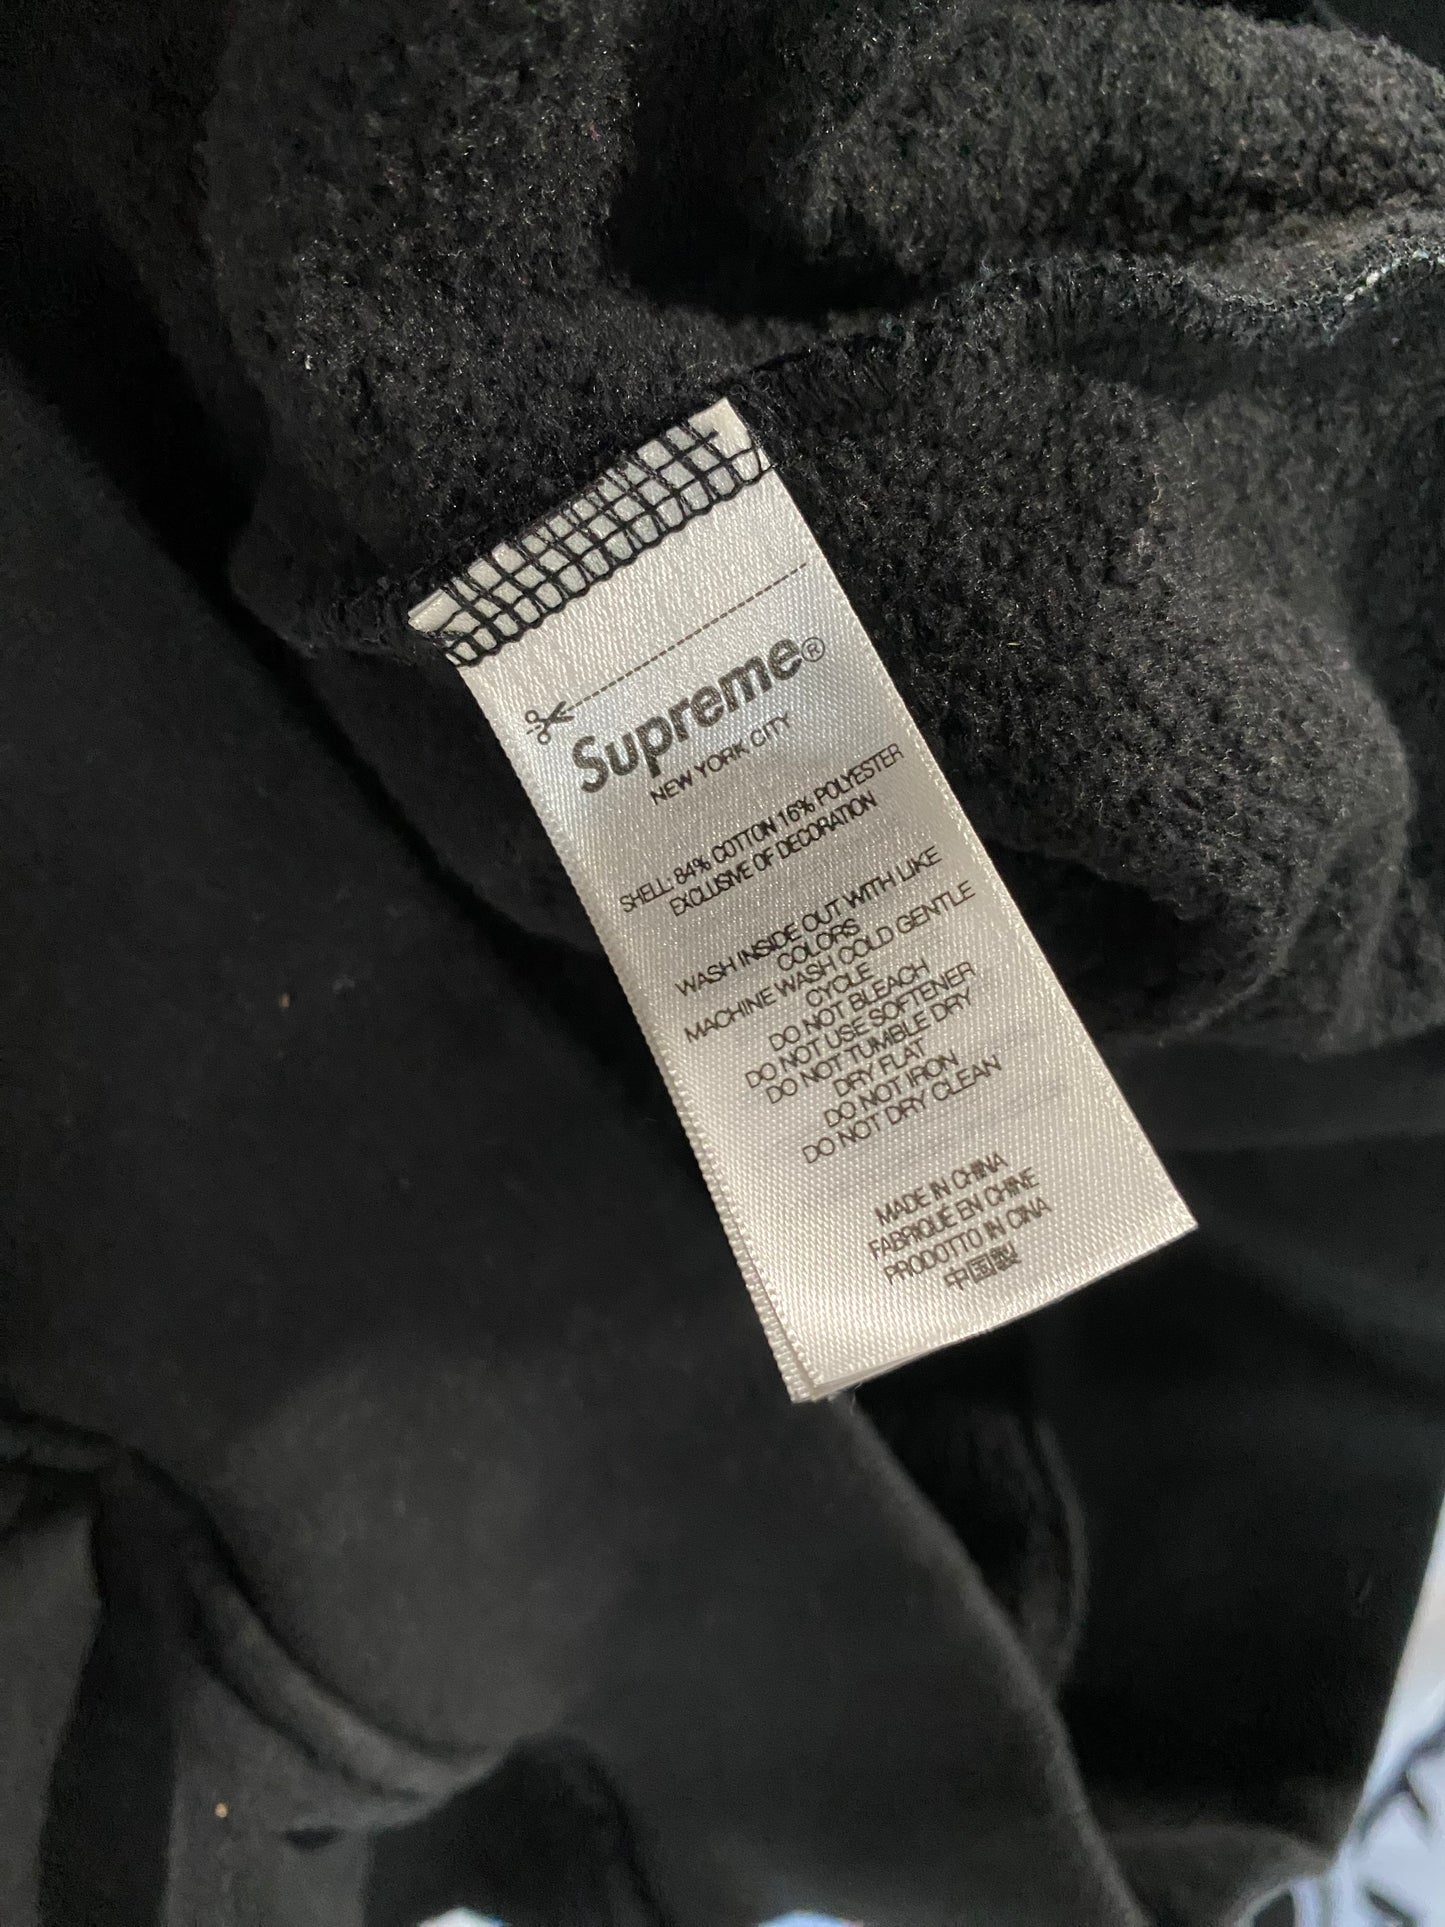 Supreme®
NEW YORK CITY
SHELL: 84% COTTON 16% POLYESTER
EXCLUSIVE OF DECORATION
WASH INSIDE OUT WITH LIKE
COLORS
MACHINE WASH COLD GENTLE
CYCLE
DO NOT BLEACH
DO NOT USE SOFTENER
DO NOT TUMBLE DRY
DRY FLAT
DO NOT IRON
DO NOT DRY CLEAN
MADE IN CHINA
FABRIQUÉ EN CHINE
PRODOTTO IN CINA
中国製